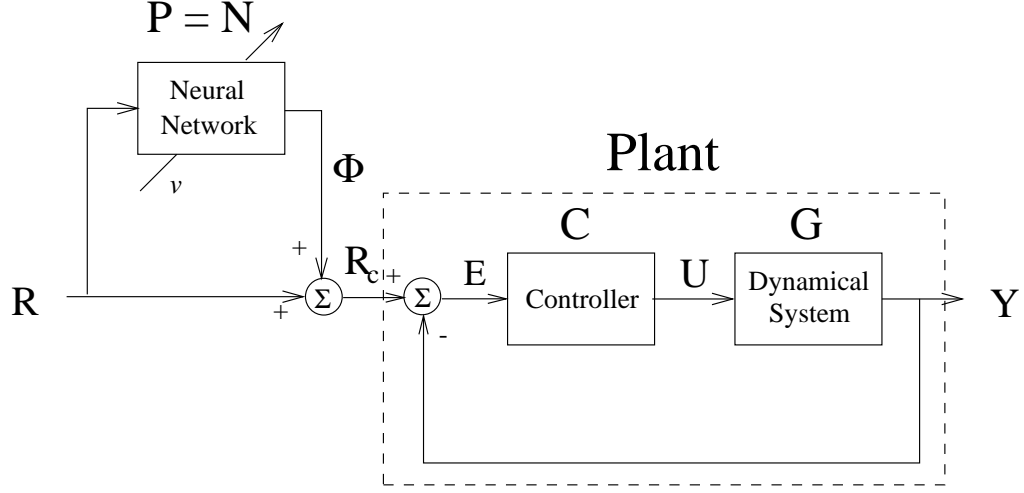 P = N
Neural
Network
ν
Φ
Plant
C
G
+
R_c
+
E
U
R
Σ
Σ
Controller
Dynamical
System
Y
+
-